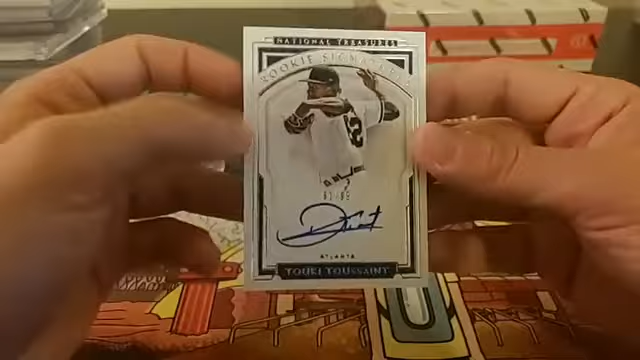 NATIONAL TREASURES
ROOKIE SIGNATURES
ATLANTA
TOUKI TOUSSAINT